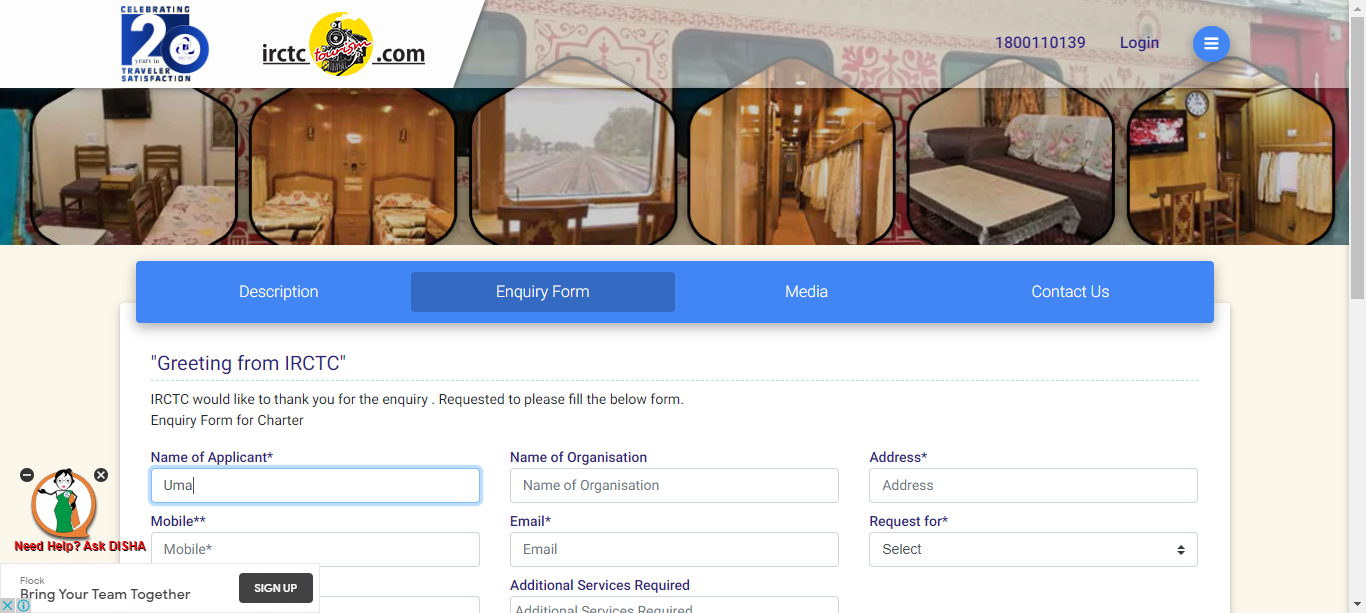 CELEBRATING
20
years in
TRAVELER
SATISFACTION
irctc tourism .com
1800110139
Login
Description
Enquiry Form
Media
Contact Us
"Greeting from IRCTC"
IRCTC would like to thank you for the enquiry . Requested to please fill the below form.
Enquiry Form for Charter
Name of Applicant*
Name of Organisation
Address*
Uma
Name of Organisation
Address
Mobile**
Email*
Request for*
Mobile*
Email
Select
Need Help? Ask DISHA
Additional Services Required
Additional Services Required
Flock
Bring Your Team Together
SIGN UP